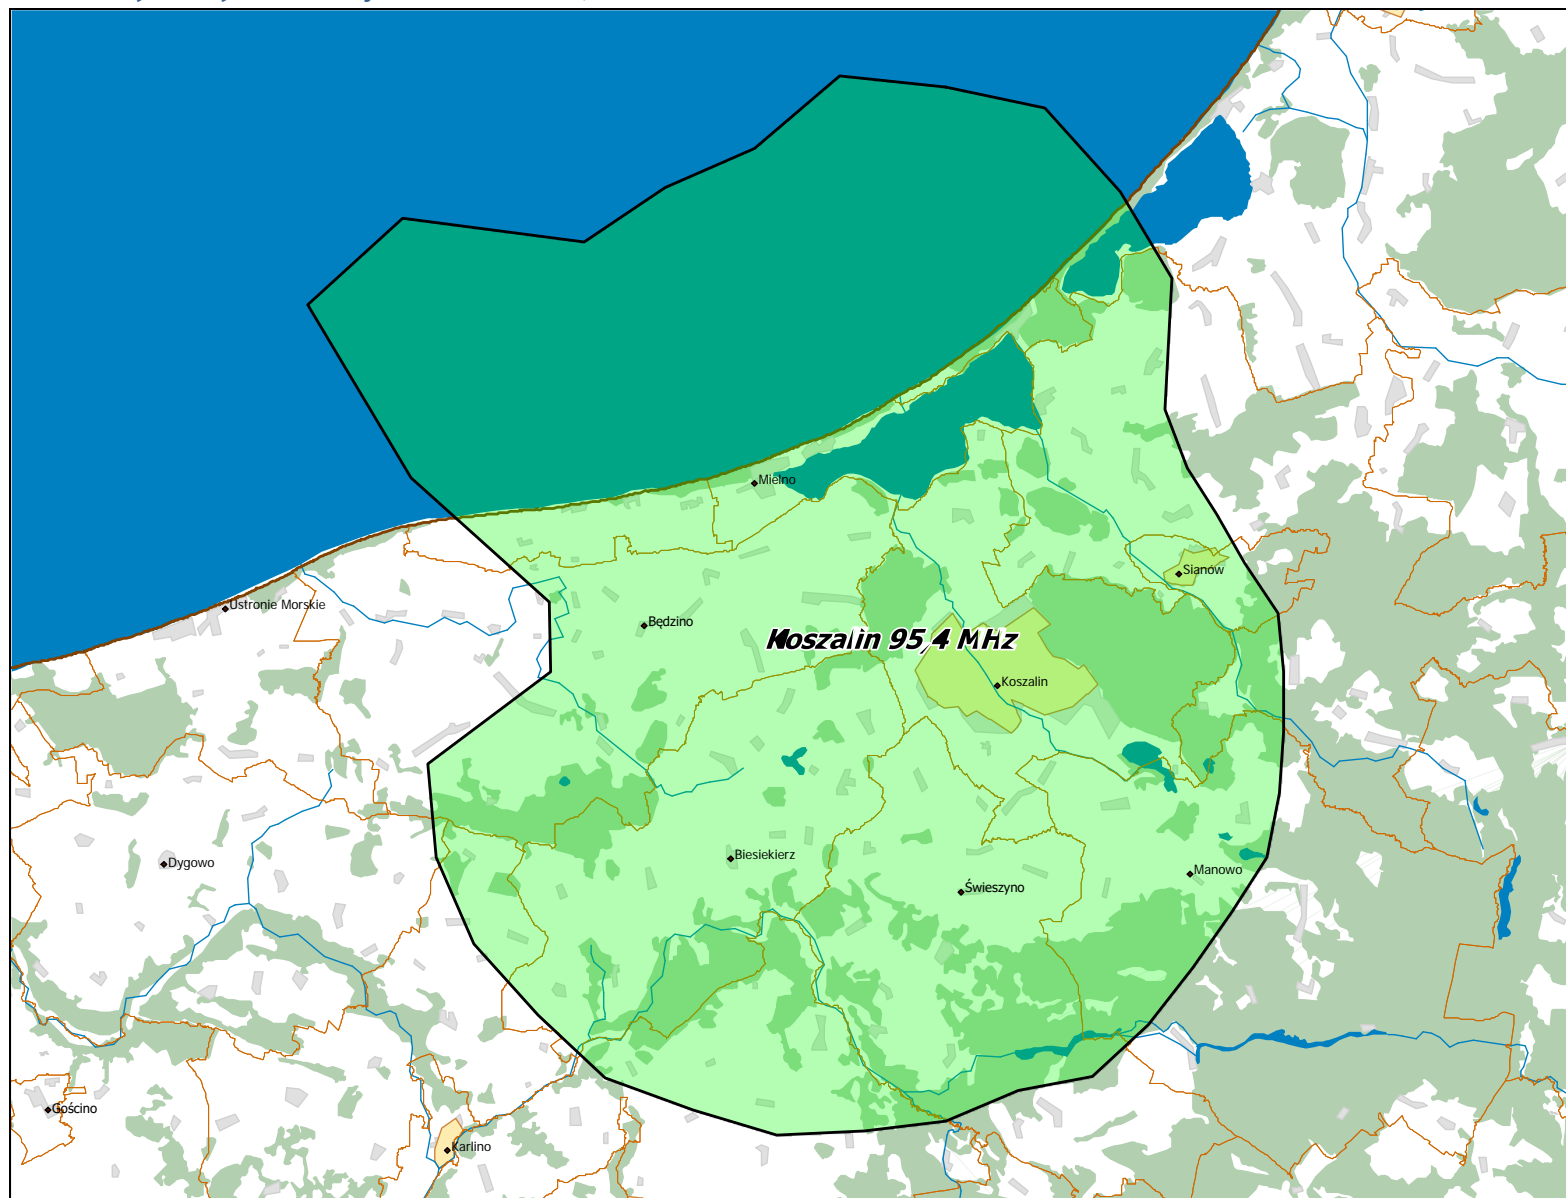 Mielno
Sianów
Ustronie Morskie
Będzino
Koszalin 95,4 MHz
Koszalin
Biesiekierz
Dygowo
Manowo
Świeszyno
Gościno
Karlino